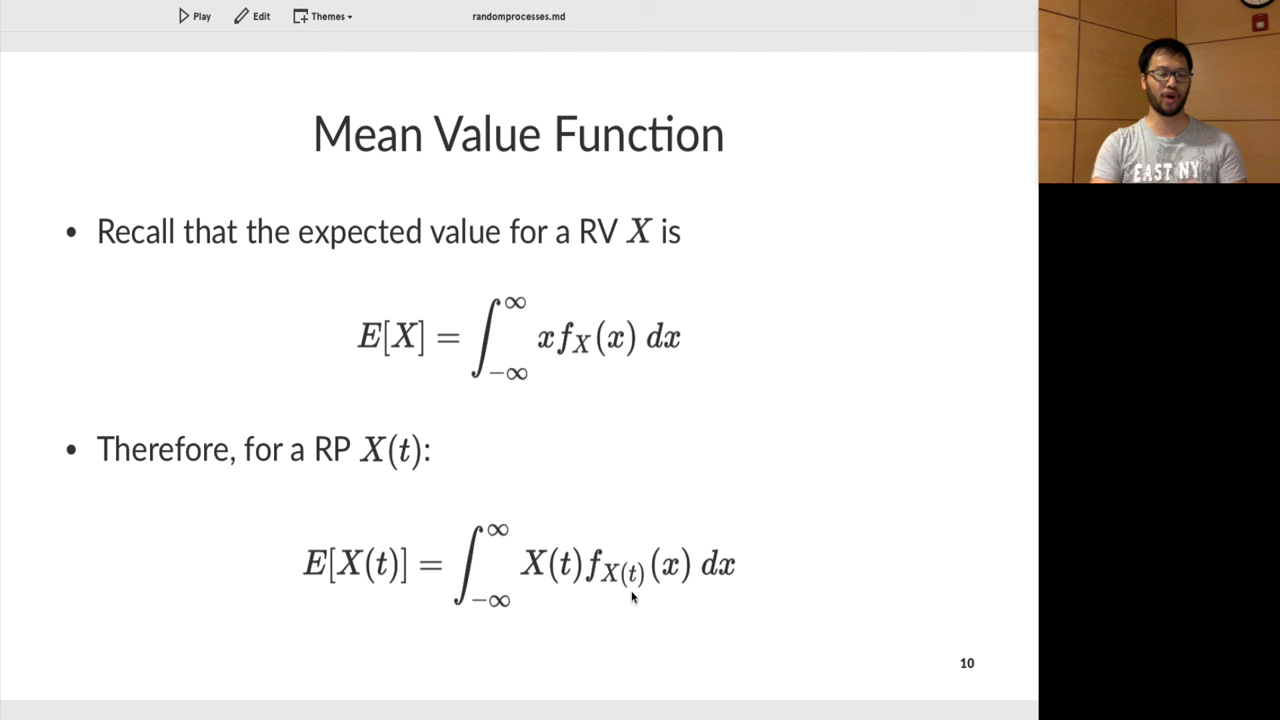 Play Edit Themes randomprocesses.md
Mean Value Function
• Recall that the expected value for a RV X is
E[X] = ∫_{-∞}^{∞} x f_X(x) dx
• Therefore, for a RP X(t):
E[X(t)] = ∫_{-∞}^{∞} X(t) f_{X(t)}(x) dx
10
EAST NY